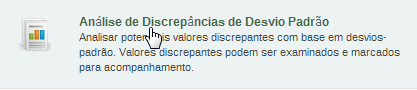 Análise de Discrepâncias de Desvio Padrão
Analisar potenciais valores discrepantes com base em desvios-
padrão. Valores discrepantes podem ser examinados e marcados
para acompanhamento.